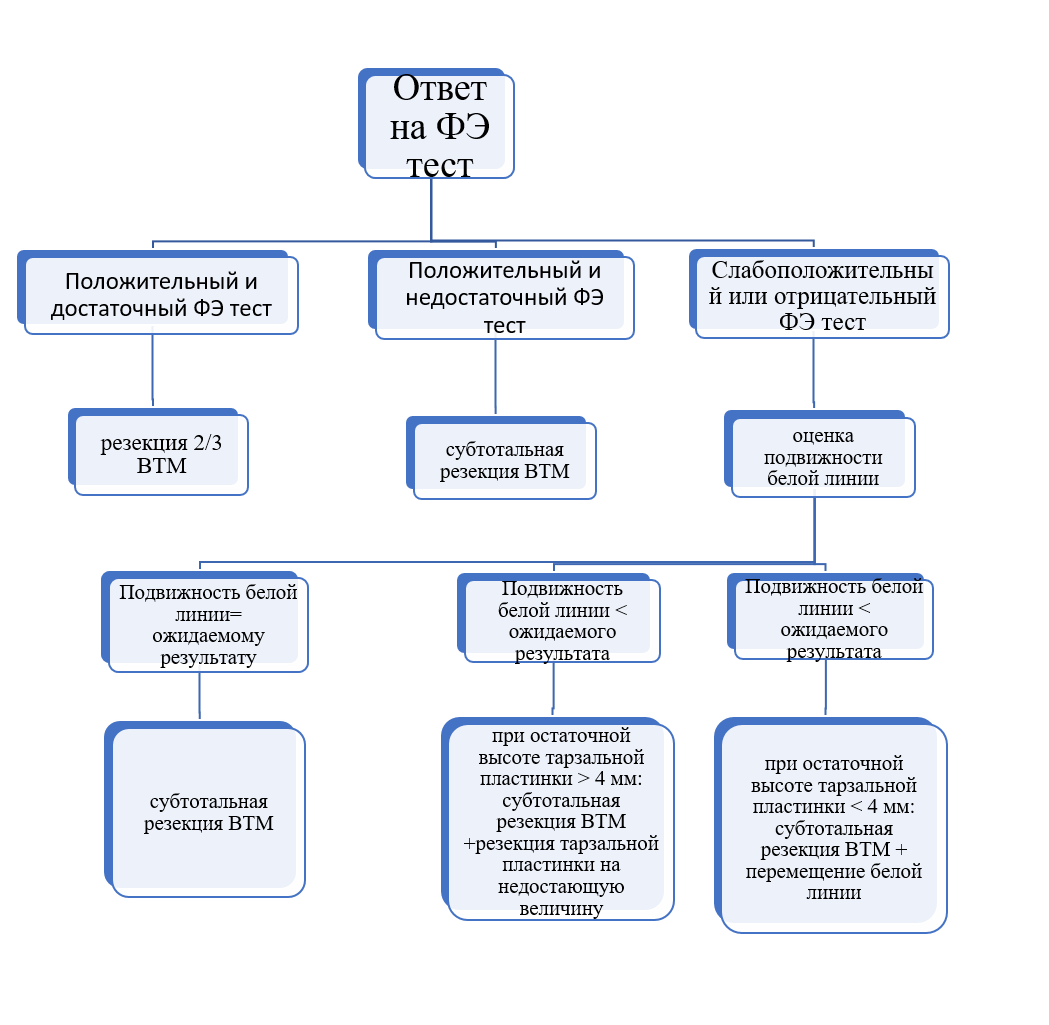 Ответ
на ФЭ
тест
Положительный и
достаточный ФЭ тест
Положительный и
недостаточный ФЭ
тест
Слабоположительны
й или отрицательный
ФЭ тест
резекция 2/3
ВТМ
субтотальная
резекция ВТМ
оценка
подвижности
белой линии
Подвижность белой
линии=
ожидаемому
результату
Подвижность
белой линии <
ожидаемого
результата
Подвижность белой
линии <
ожидаемого
результата
субтотальная
резекция ВТМ
при остаточной
высоте тарзальной
пластинки > 4 мм:
субтотальная
резекция ВТМ
+резекция тарзальной
пластинки на
недостающую
величину
при остаточной
высоте тарзальной
пластинки < 4 мм:
субтотальная
резекция ВТМ +
перемещение белой
линии